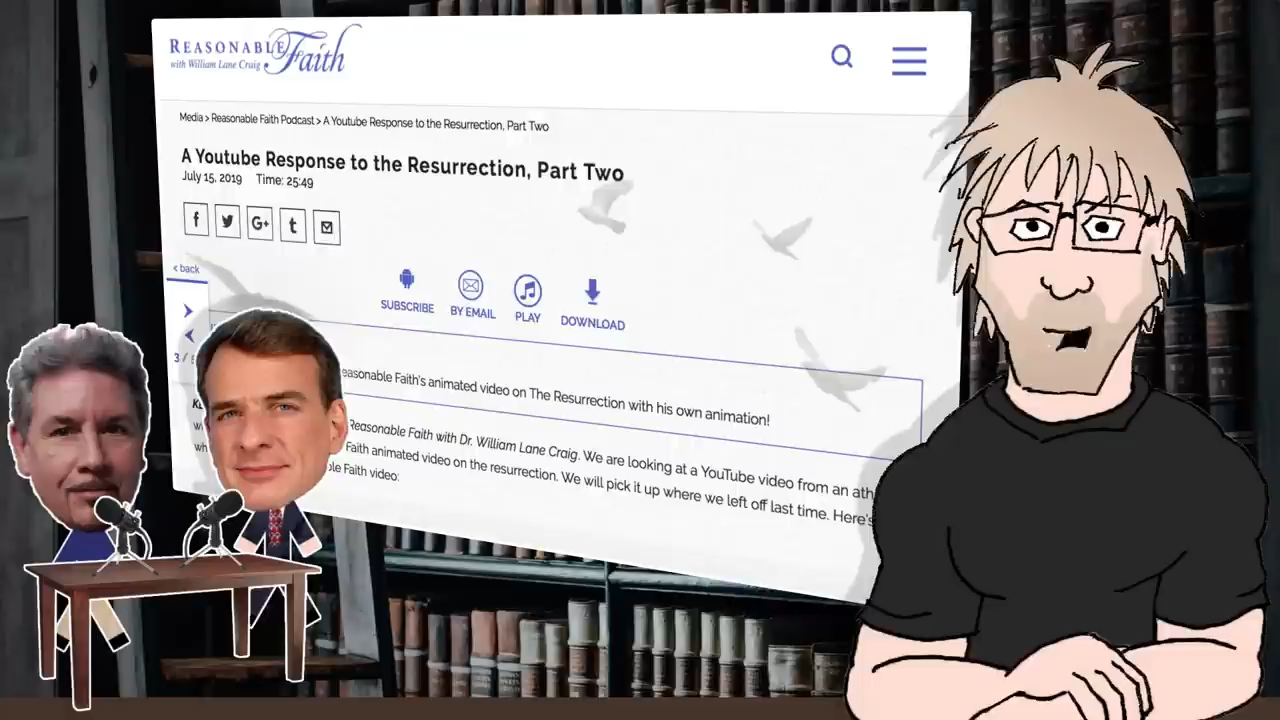 REASONABLE Faith
with William Lane Craig
Media > Reasonable Faith Podcast > A Youtube Response to the Resurrection, Part Two
A Youtube Response to the Resurrection, Part Two
July 15, 2019 Time: 25:49
f G+ t
< back
SUBSCRIBE BY EMAIL PLAY DOWNLOAD
3 /
easonable Faith's animated video on The Resurrection with his own animation!
Reasonable Faith with Dr. William Lane Craig. We are looking at a YouTube video from an ath
wh Faith animated video on the resurrection. We will pick it up where we left off last time. Here's
ble Faith video: